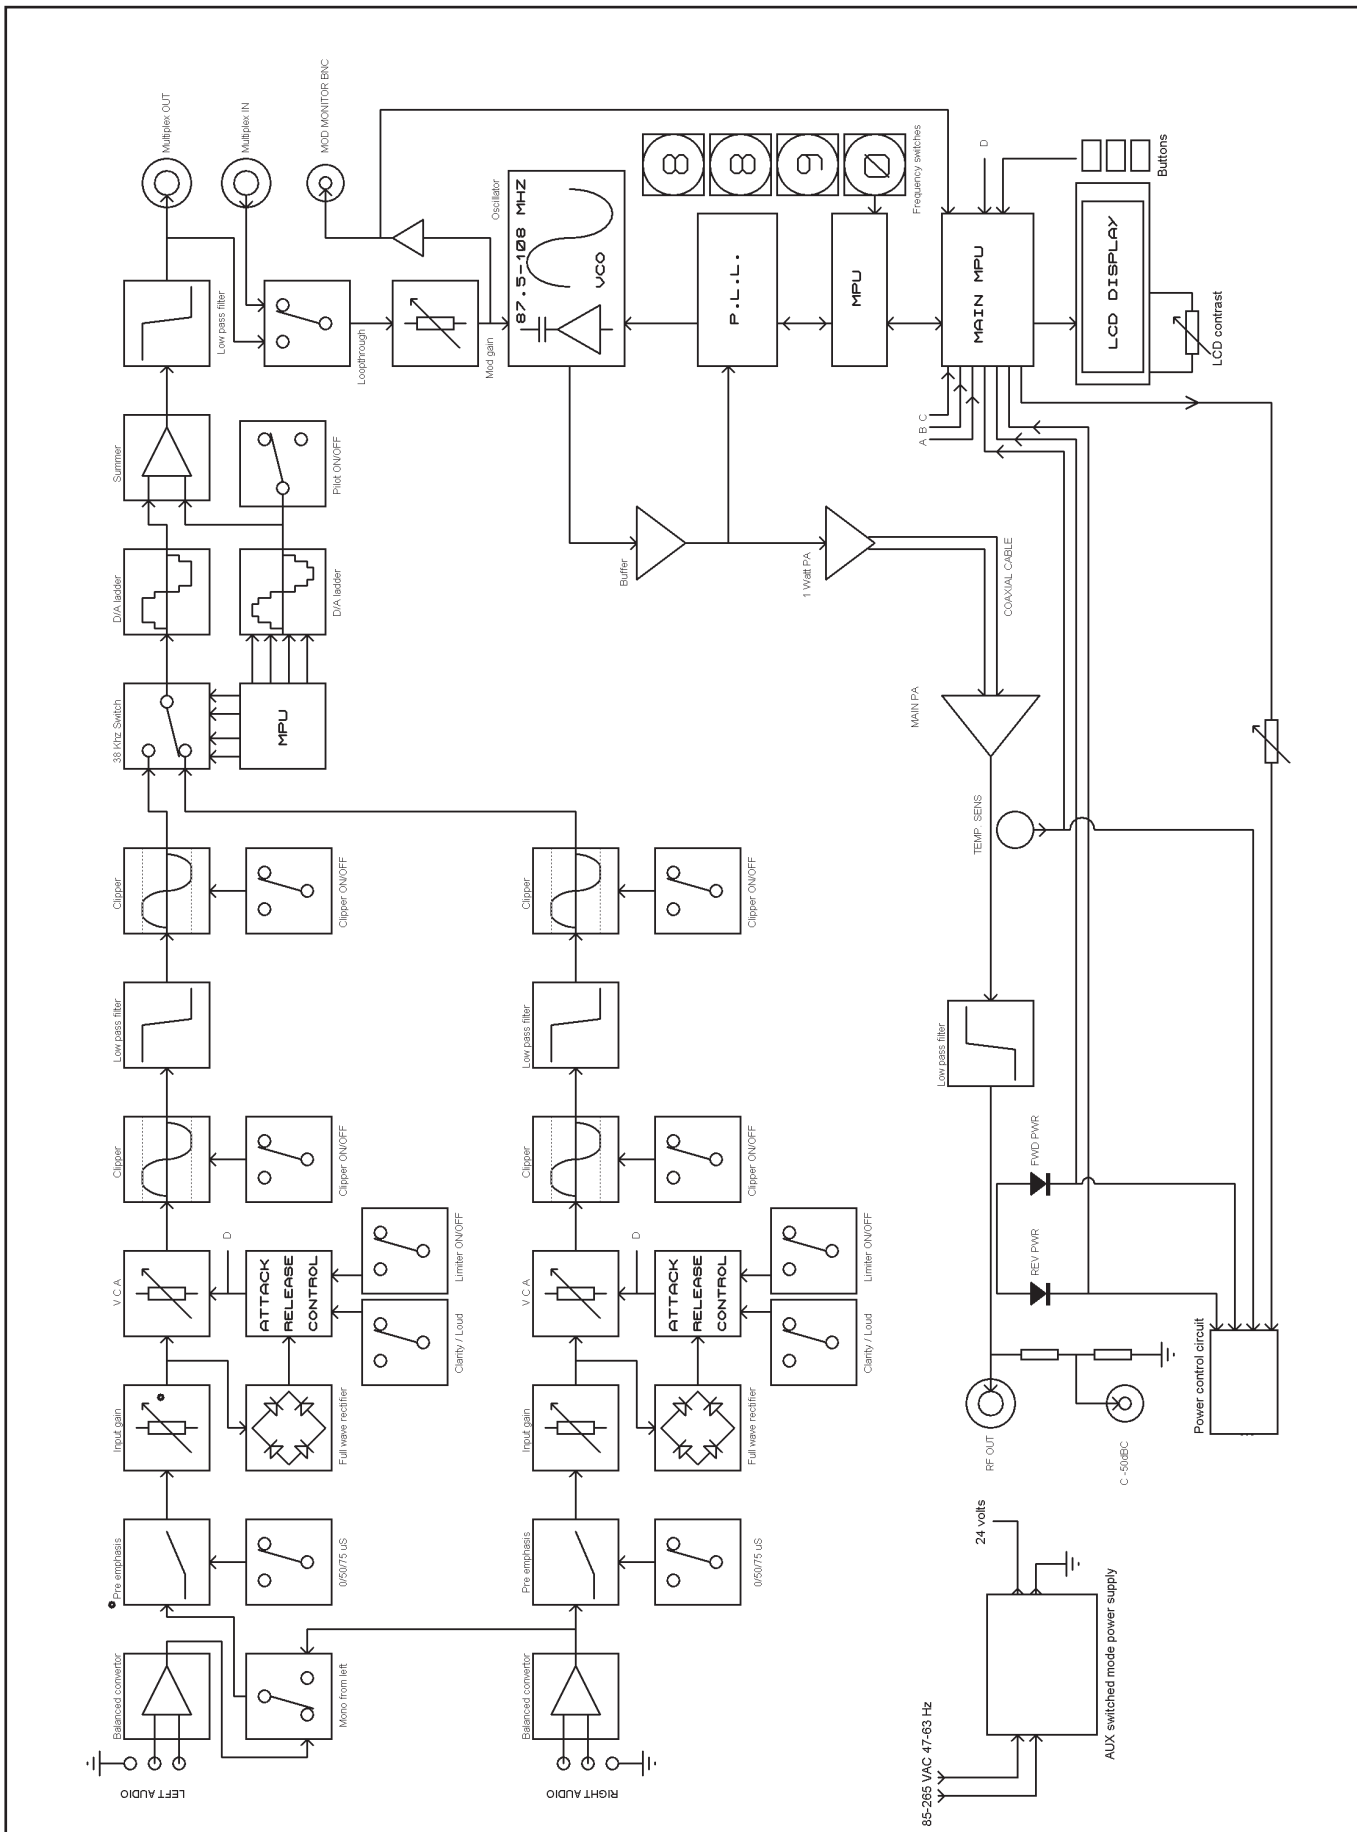 LEFT AUDIO
Balanced convertor
Pre emphasis
Input gain
V C A
Clipper
Low pass filter
Clipper
38 Khz Switch
D/A ladder
Summer
Low pass filter
Multiplex OUT
Multiplex IN
MOD MONITOR BNC
D
ATTACK
RELEASE
CONTROL
MPU
Mono from left
0/50/75 uS
Full wave rectifier
Clipper ON/OFF
Clipper ON/OFF
D/A ladder
Pilot ON/OFF
Loopthrough
Limiter ON/OFF
Clarity / Loud
Mod gain
RIGHT AUDIO
Balanced convertor
Pre emphasis
Input gain
V C A
Clipper
Low pass filter
Clipper
Oscillator
87.5-108 MHZ
VCO
D
ATTACK
RELEASE
CONTROL
0/50/75 uS
Full wave rectifier
Clipper ON/OFF
Clipper ON/OFF
Limiter ON/OFF
Clarity / Loud
Buffer
8
8
9
0
Frequency switches
P.L.L.
MPU
1 Watt PA
COAXIAL CABLE
MAIN PA
A B C
MAIN MPU
D
Buttons
LCD DISPLAY
LCD contrast
TEMP. SENS
Low pass filter
FWD PWR
REV PWR
RF OUT
C -50dBC
Power control circuit
24 volts
85-265 VAC 47-63 Hz
AUX switched mode power supply